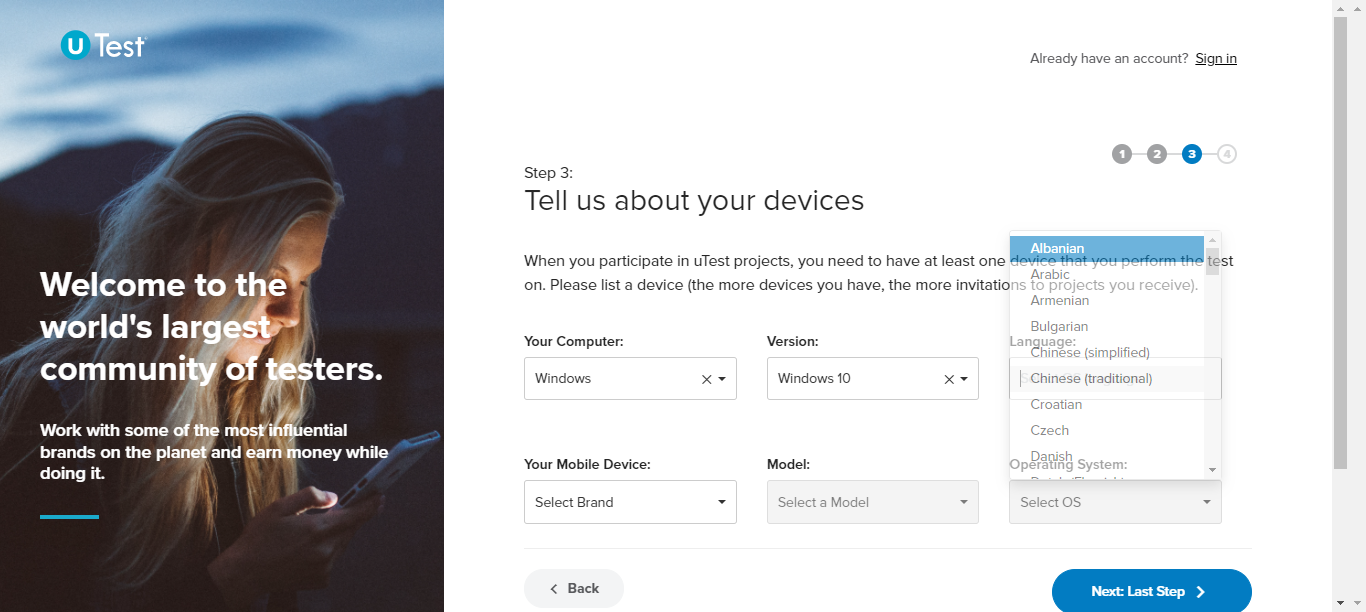 uTest
Already have an account? Sign in
1 2 3 4
Step 3:
Tell us about your devices
Welcome to the
world's largest
community of testers.
Work with some of the most influential
brands on the planet and earn money while
doing it.
When you participate in uTest projects, you need to have at least one device that you perform the test
on. Please list a device (the more devices you have, the more invitations to projects you receive).
Your Computer:
Windows
Version:
Windows 10
Language:
Albanian
Arabic
Armenian
Bulgarian
Chinese (simplified)
Chinese (traditional)
Croatian
Czech
Danish
Your Mobile Device:
Select Brand
Model:
Select a Model
Operating System:
Select OS
Back
Next: Last Step